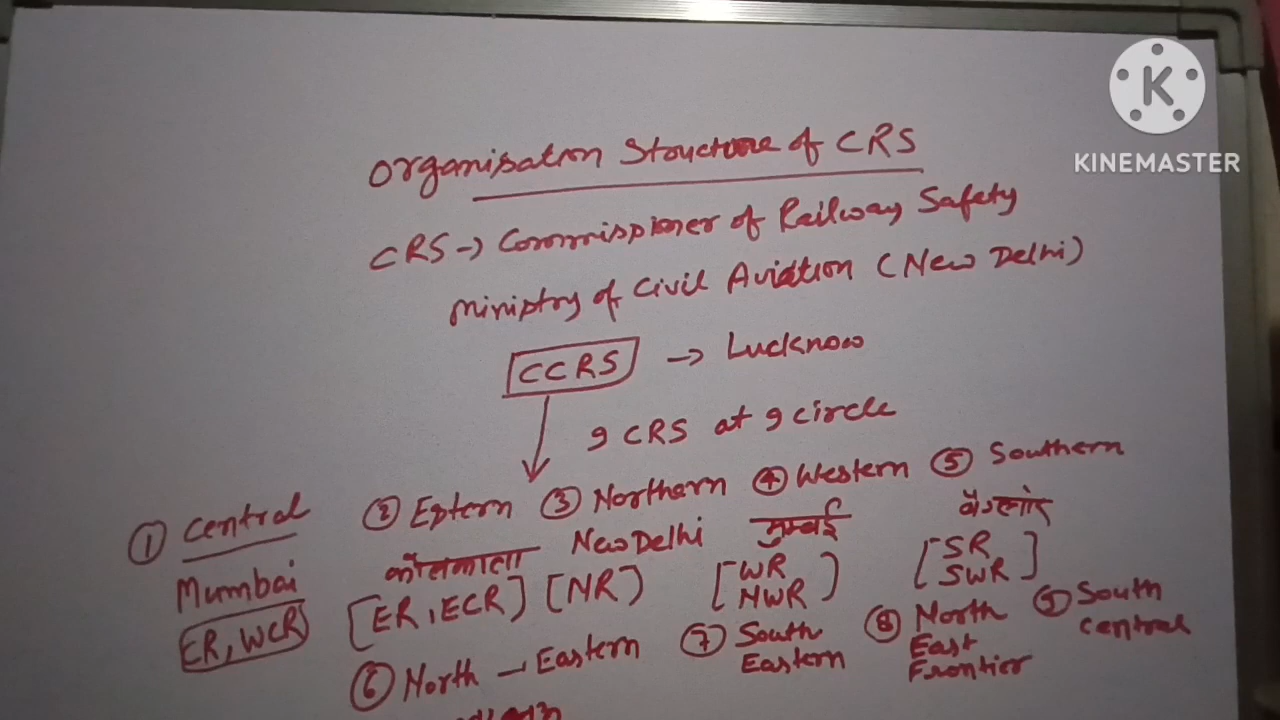 Organisation Structure of CRS
CRS → Commissioner of Railway Safety
Ministry of Civil Aviation (New Delhi)
CCRS → Lucknow
9 CRS at 9 circle
① Central ② Estern ③ Northern ④ Western ⑤ Southern
Mumbai कोलकाता New Delhi मुम्बई बैंग्लोर
ER, WCR [ER, ECR] [NR] [WR NWR] [SR SWR]
⑥ North - Eastern ⑦ South Eastern ⑧ North East Frontier ⑨ South central
K
KINEMASTER